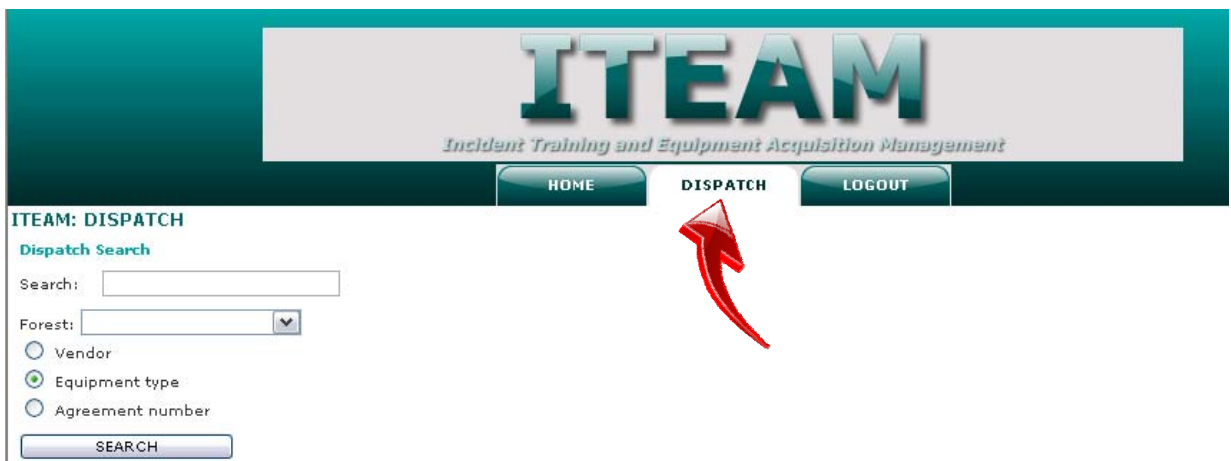 ITEAM
Incident Training and Equipment Acquisition Management
HOME DISPATCH LOGOUT
ITEAM: DISPATCH
Dispatch Search
Search:
Forest:
Vendor
Equipment type
Agreement number
SEARCH